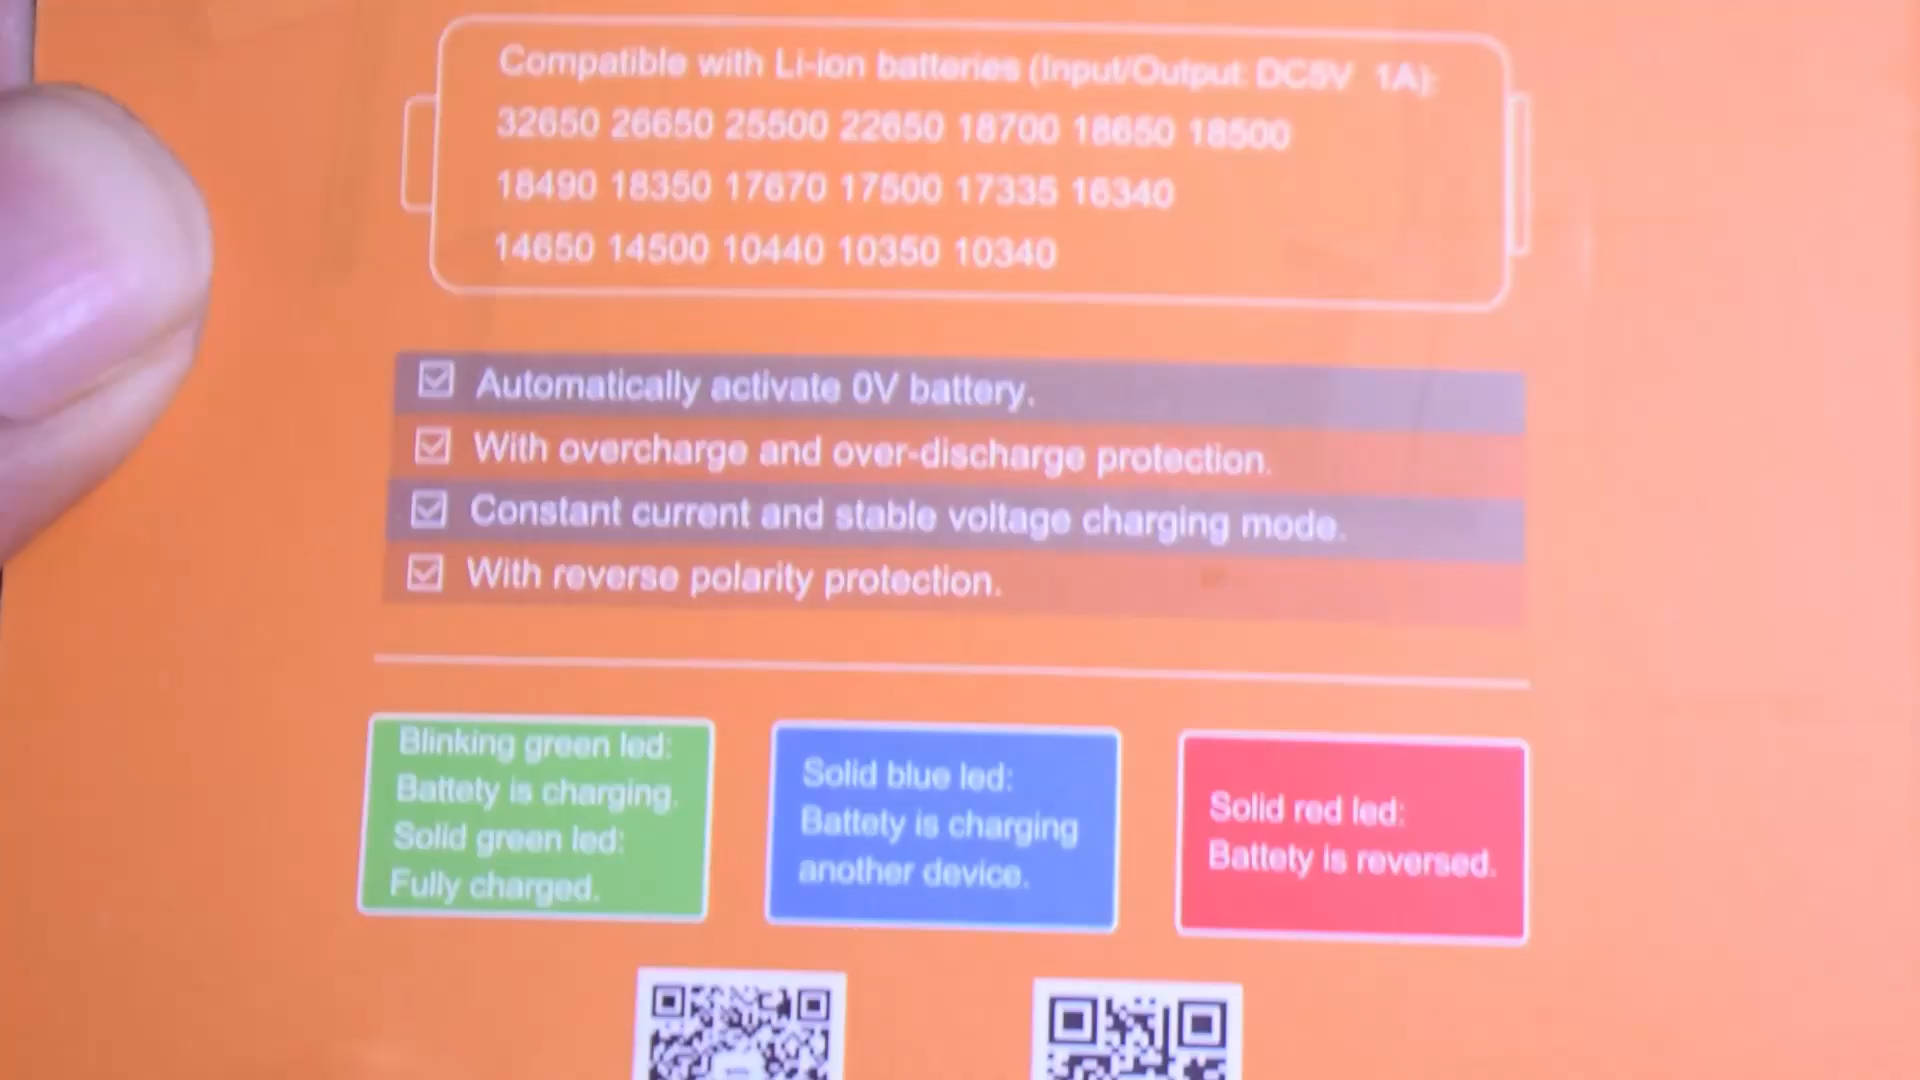 Compatible with Li-ion batteries (Input/Output: DC5V 1A):
32650 26650 25500 22650 18700 18650 18500
18490 18350 17670 17500 17335 16340
14650 14500 10440 10350 10340
Automatically activate 0V battery.
With overcharge and over-discharge protection.
Constant current and stable voltage charging mode.
With reverse polarity protection.
Blinking green led:
Battety is charging.
Solid green led:
Fully charged.
Solid blue led:
Battety is charging
another device.
Solid red led:
Battety is reversed.